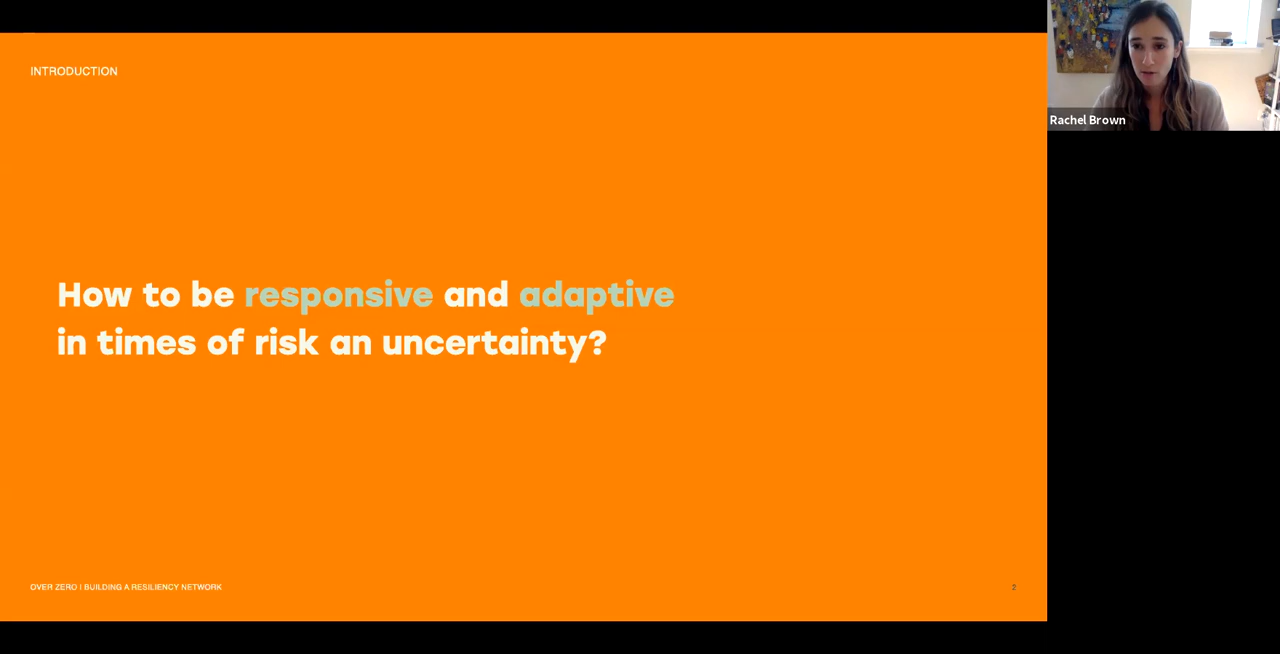 INTRODUCTION
Rachel Brown
How to be responsive and adaptive
in times of risk an uncertainty?
OVER ZERO | BUILDING A RESILIENCY NETWORK
2